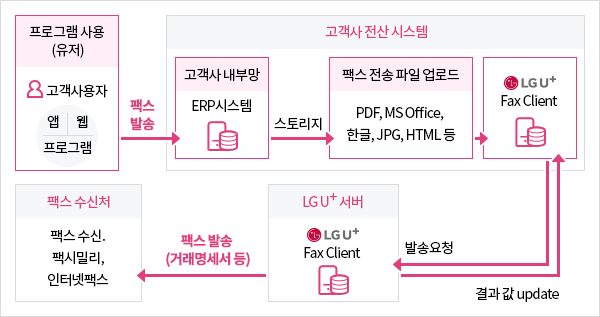 프로그램 사용
(유저)
고객사용자
앱 웹
프로그램
팩스
발송
고객사 전산 시스템
고객사 내부망
ERP시스템
스토리지
팩스 전송 파일 업로드
PDF, MS Office,
한글, JPG, HTML 등
LG U+
Fax Client
팩스 수신처
팩스 수신.
팩시밀리,
인터넷팩스
팩스 발송
(거래명세서 등)
LG U+ 서버
LG U+
Fax Client
발송요청
결과 값 update